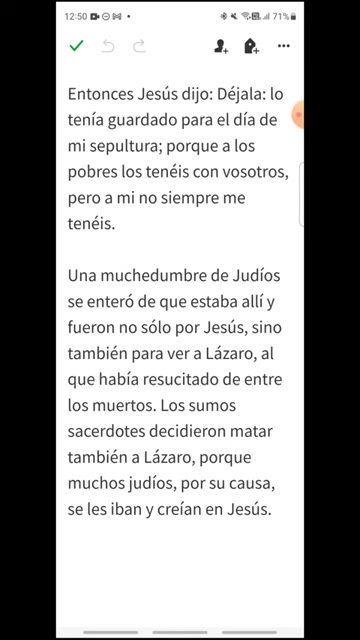 12:50
71%
Entonces Jesús dijo: Déjala: lo
tenía guardado para el día de
mi sepultura; porque a los
pobres los tenéis con vosotros,
pero a mi no siempre me
tenéis.
Una muchedumbre de Judíos
se enteró de que estaba allí y
fueron no sólo por Jesús, sino
también para ver a Lázaro, al
que había resucitado de entre
los muertos. Los sumos
sacerdotes decidieron matar
también a Lázaro, porque
muchos judíos, por su causa,
se les iban y creían en Jesús.